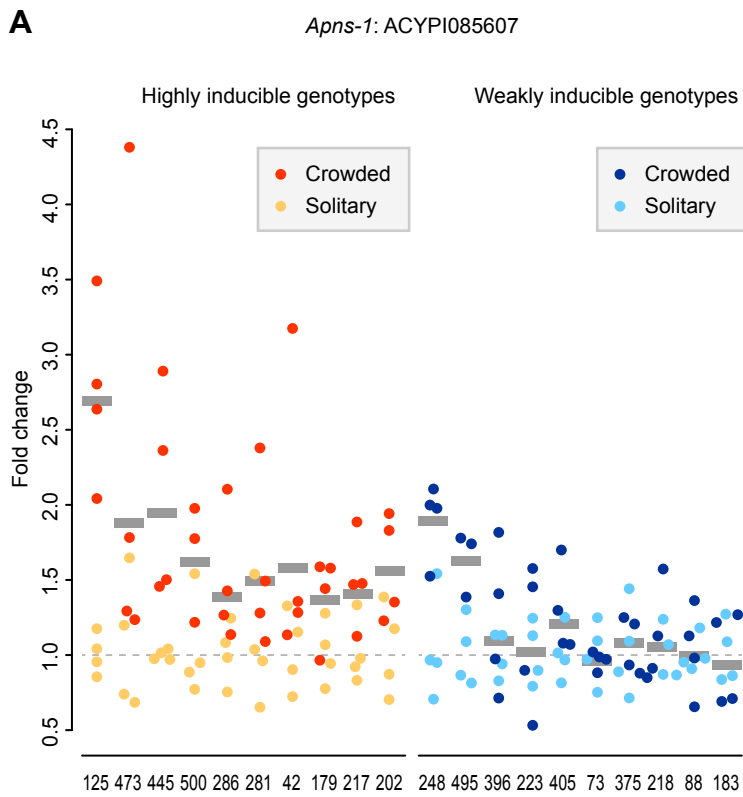 A
Apns-1: ACYPI085607
Highly inducible genotypes
Weakly inducible genotypes
Crowded
Solitary
Crowded
Solitary
Fold change
4.5
4.0
3.5
3.0
2.5
2.0
1.5
1.0
0.5
125 473 445 500 286 281 42 179 217 202 248 495 396 223 405 73 375 218 88 183